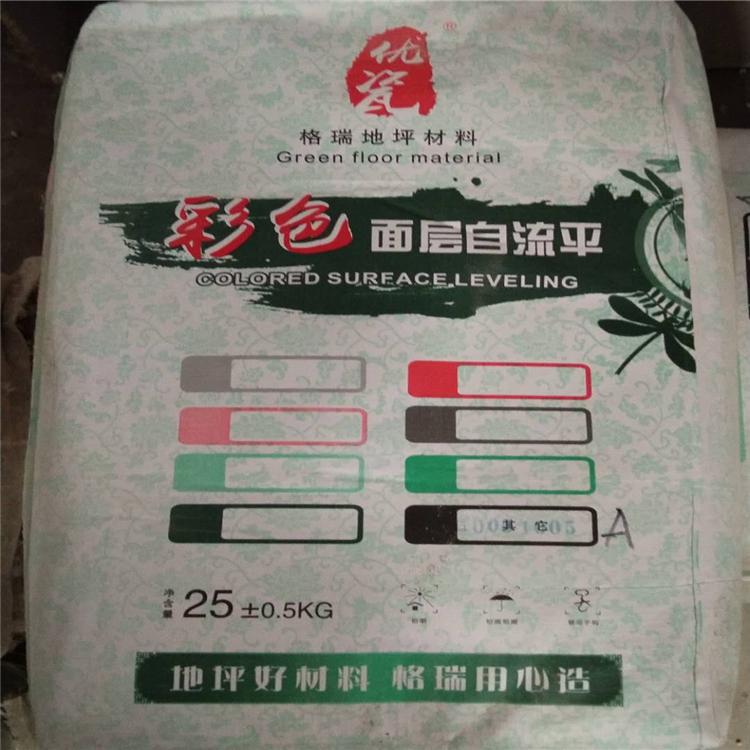 优瓷®
格瑞地坪材料
Green floor material
彩色 面层自流平
COLORED SURFACE LEVELING
其它 A
净含量 25±0.5KG
地坪好材料 格瑞用心造